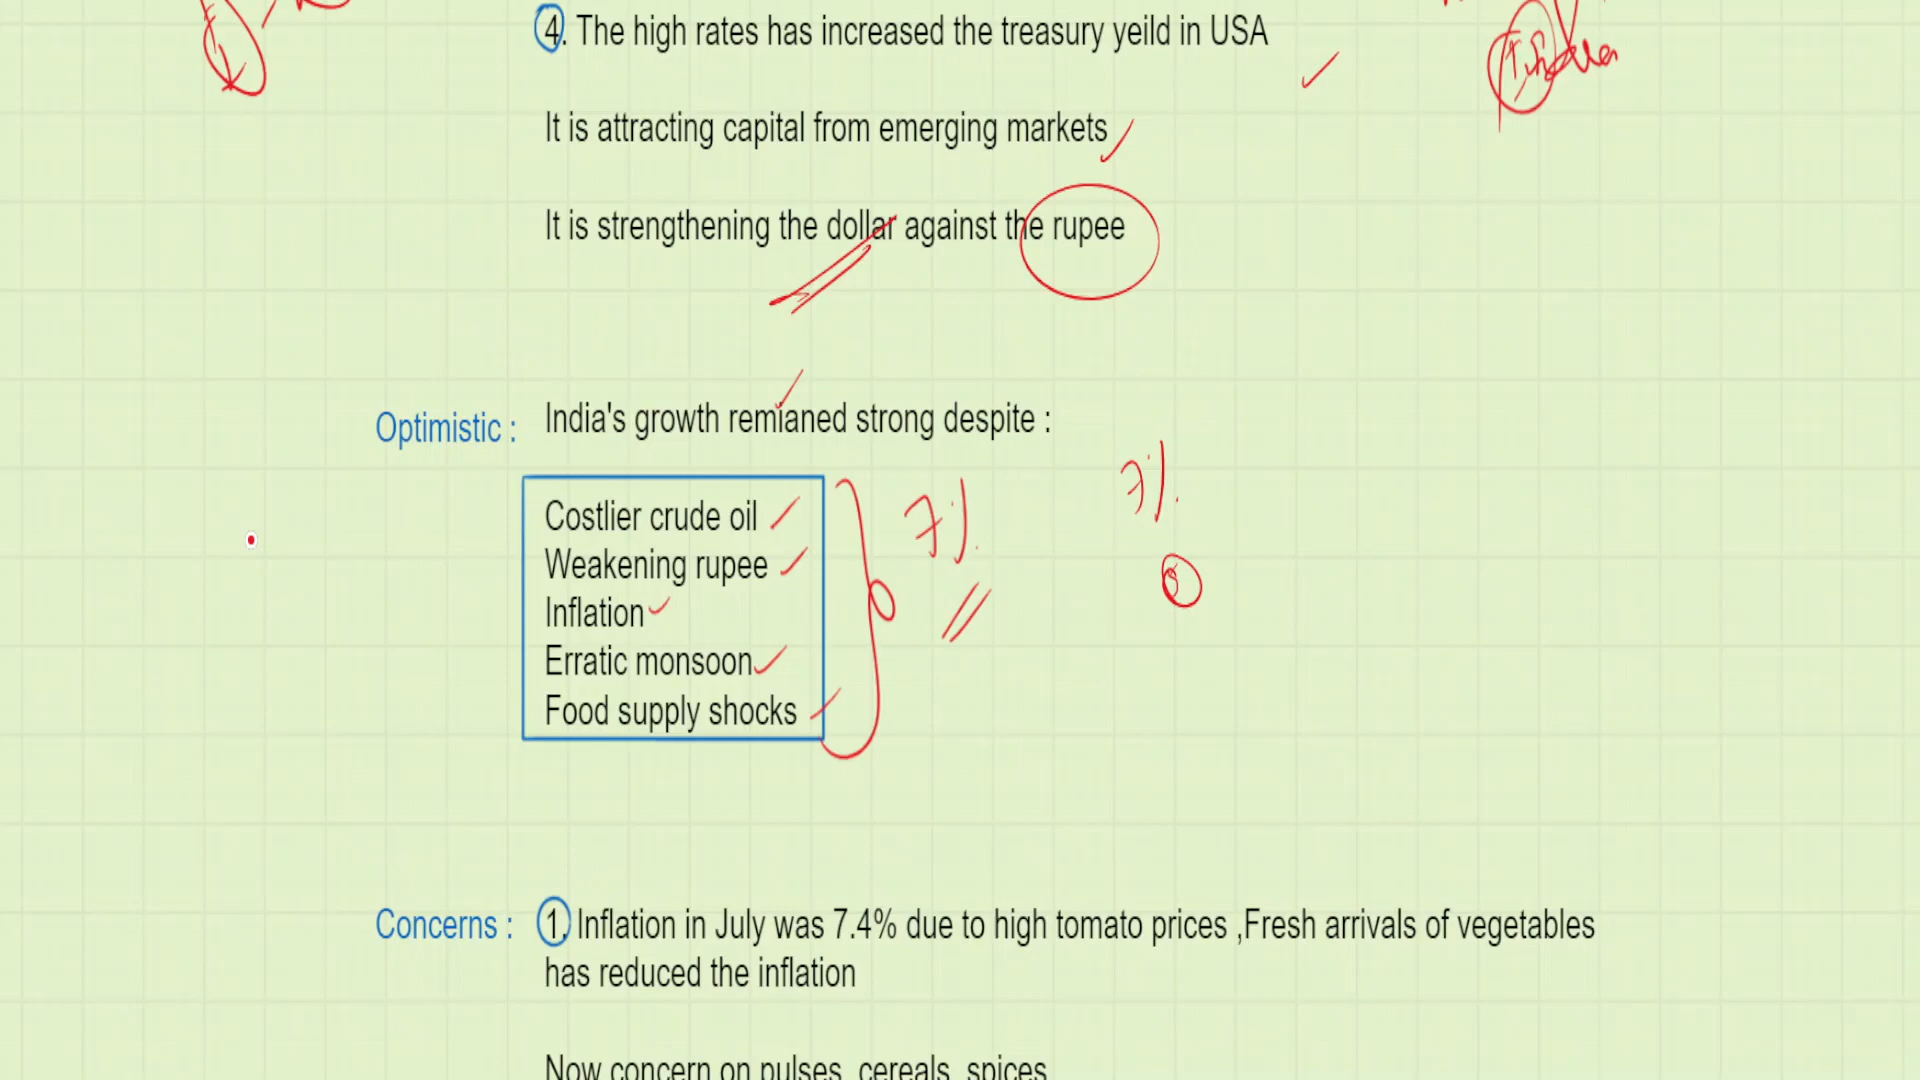 4. The high rates has increased the treasury yeild in USA
It is attracting capital from emerging markets
It is strengthening the dollar against the rupee
Optimistic : India's growth remianed strong despite :
Costlier crude oil
Weakening rupee
Inflation
Erratic monsoon
Food supply shocks
7%
7%
Concerns : 1. Inflation in July was 7.4% due to high tomato prices ,Fresh arrivals of vegetables
has reduced the inflation
Now concern on pulses, cereals, spices